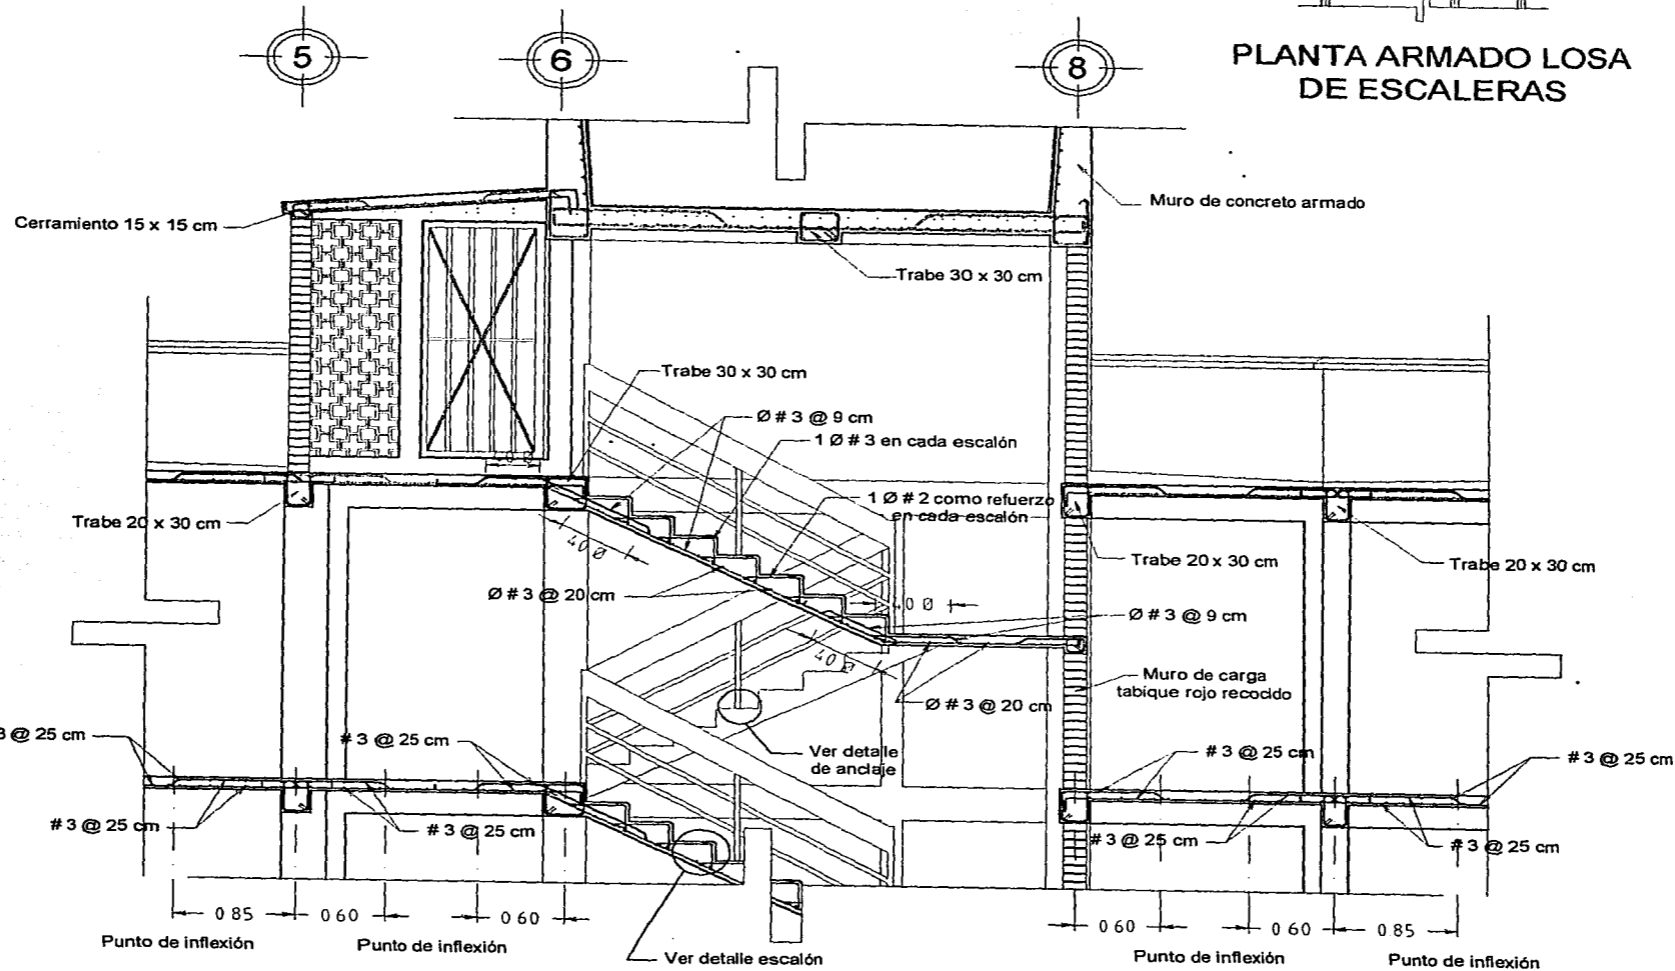 5
6
8
PLANTA ARMADO LOSA
DE ESCALERAS
Cerramiento 15 x 15 cm
Muro de concreto armado
Trabe 30 x 30 cm
Trabe 30 x 30 cm
Ø # 3 @ 9 cm
1 Ø # 3 en cada escalón
1 Ø # 2 como refuerzo
en cada escalón
Trabe 20 x 30 cm
40 Ø
Trabe 20 x 30 cm
Trabe 20 x 30 cm
Ø # 3 @ 20 cm
40 Ø
Ø # 3 @ 9 cm
40 Ø
Muro de carga
tabique rojo recocido
Ø # 3 @ 20 cm
3 @ 25 cm
# 3 @ 25 cm
Ver detalle
de anclaje
# 3 @ 25 cm
# 3 @ 25 cm
# 3 @ 25 cm
# 3 @ 25 cm
# 3 @ 25 cm
# 3 @ 25 cm
0 85
0 60
0 60
0 60
0 60
0 85
Punto de inflexión
Punto de inflexión
Ver detalle escalón
Punto de inflexión
Punto de inflexión